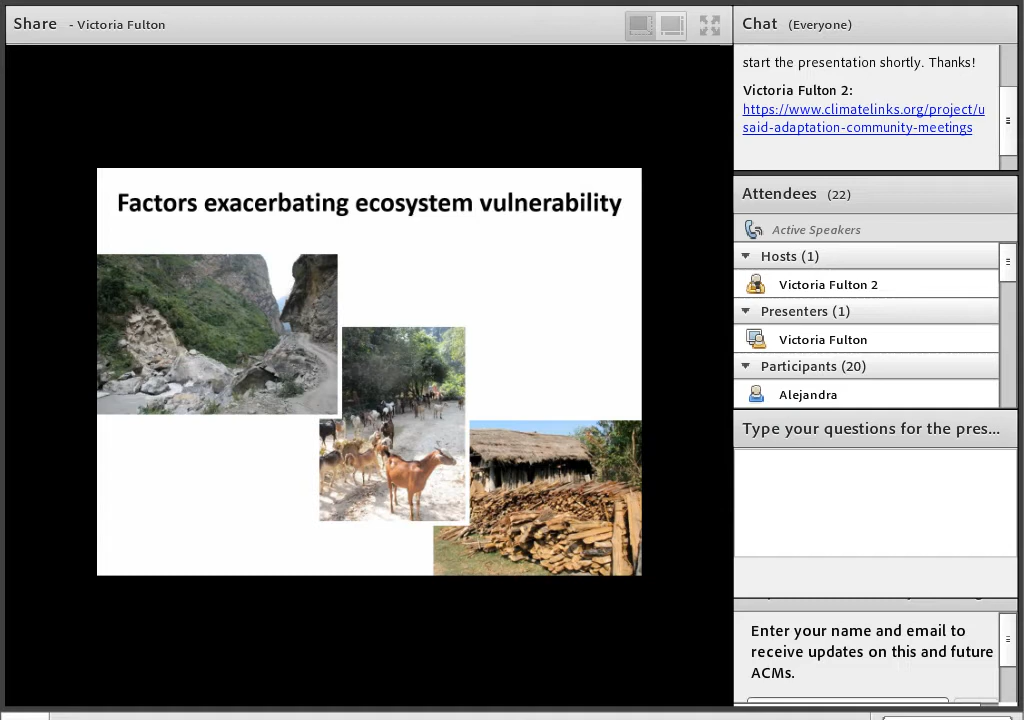 Share - Victoria Fulton
Factors exacerbating ecosystem vulnerability
Chat (Everyone)
start the presentation shortly. Thanks!
Victoria Fulton 2:
https://www.climatelinks.org/project/u
said-adaptation-community-meetings
Attendees (22)
Active Speakers
Hosts (1)
Victoria Fulton 2
Presenters (1)
Victoria Fulton
Participants (20)
Alejandra
Type your questions for the pres...
Enter your name and email to
receive updates on this and future
ACMs.